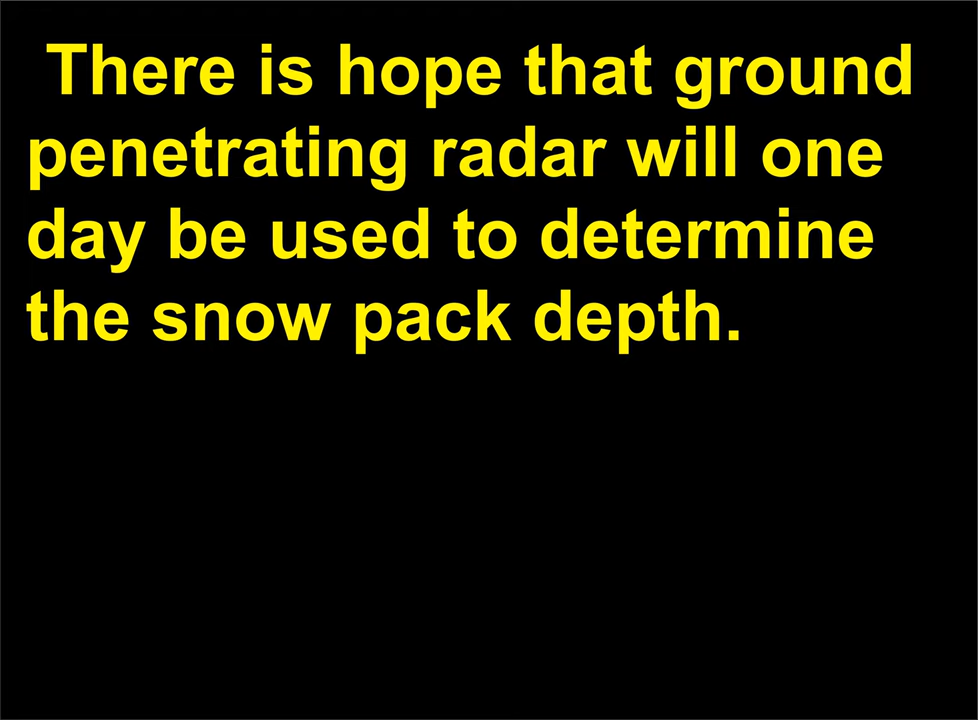 There is hope that ground
penetrating radar will one
day be used to determine
the snow pack depth.